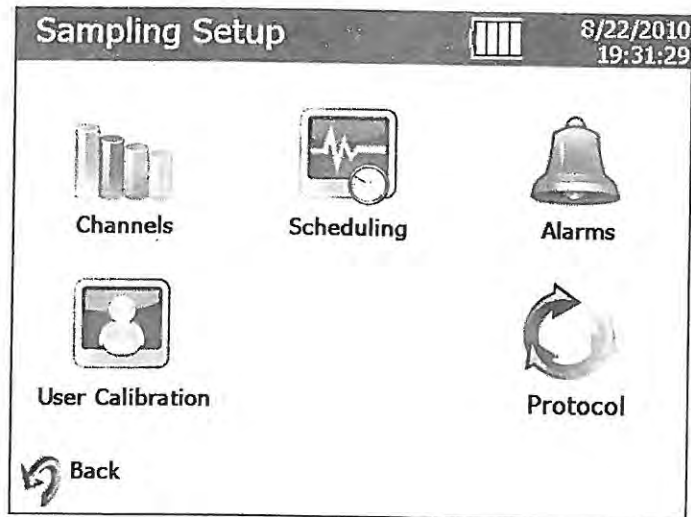 Sampling Setup
8/22/2010
19:31:29
Channels
Scheduling
Alarms
User Calibration
Protocol
Back